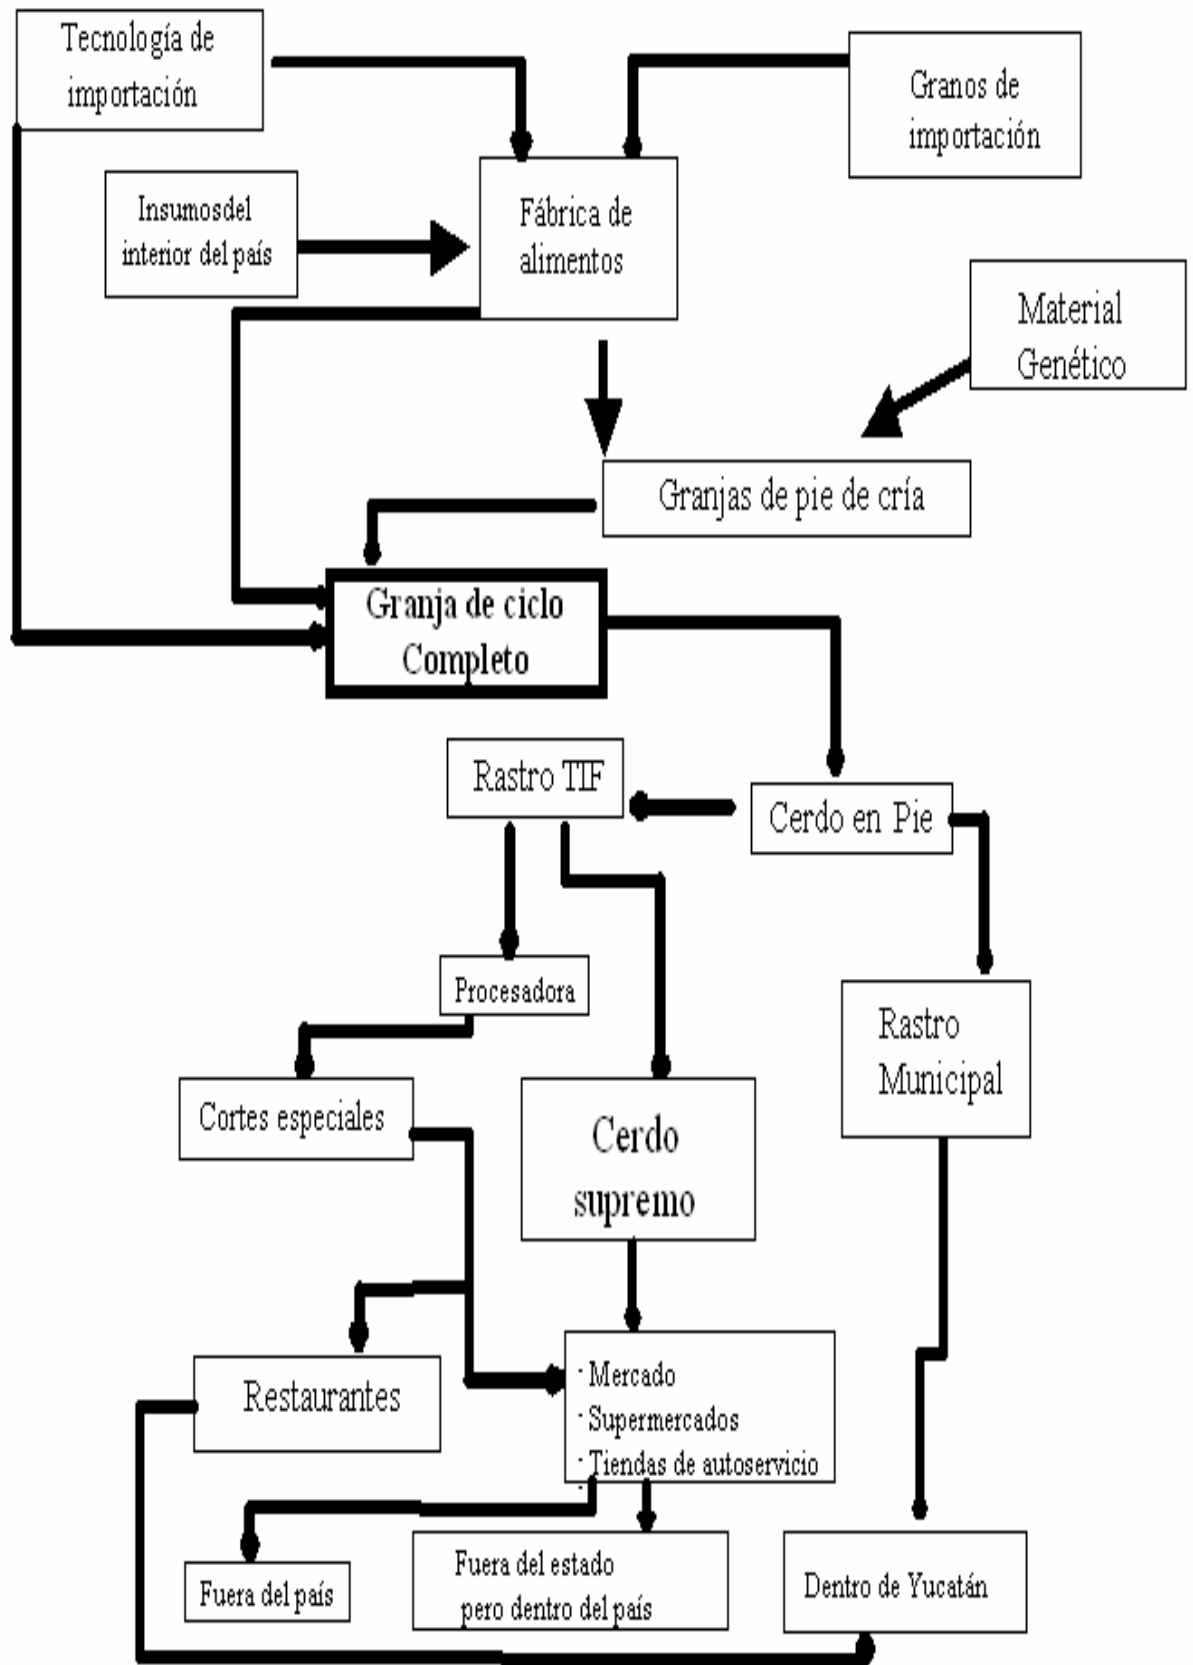 Tecnología de
importación
Granos de
importación
Insumosdel
interior del país
Fábrica de
alimentos
Material
Genético
Granjas de pie de cría
Granja de ciclo
Completo
Rastro TIF
Cerdo en Pie
Procesadora
Rastro
Municipal
Cortes especiales
Cerdo
supremo
Restaurantes
- Mercado
- Supermercados
- Tiendas de autoservicio
-
Fuera del país
Fuera del estado
pero dentro del país
Dentro de Yucatán